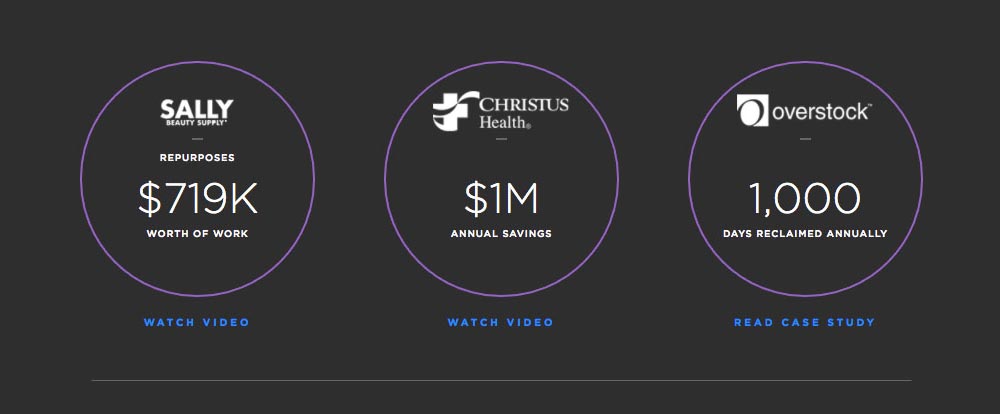 SALLY
BEAUTY SUPPLY
REPURPOSES
$719K
WORTH OF WORK
WATCH VIDEO
CHRISTUS
Health®
$1M
ANNUAL SAVINGS
WATCH VIDEO
overstock™
1,000
DAYS RECLAIMED ANNUALLY
READ CASE STUDY